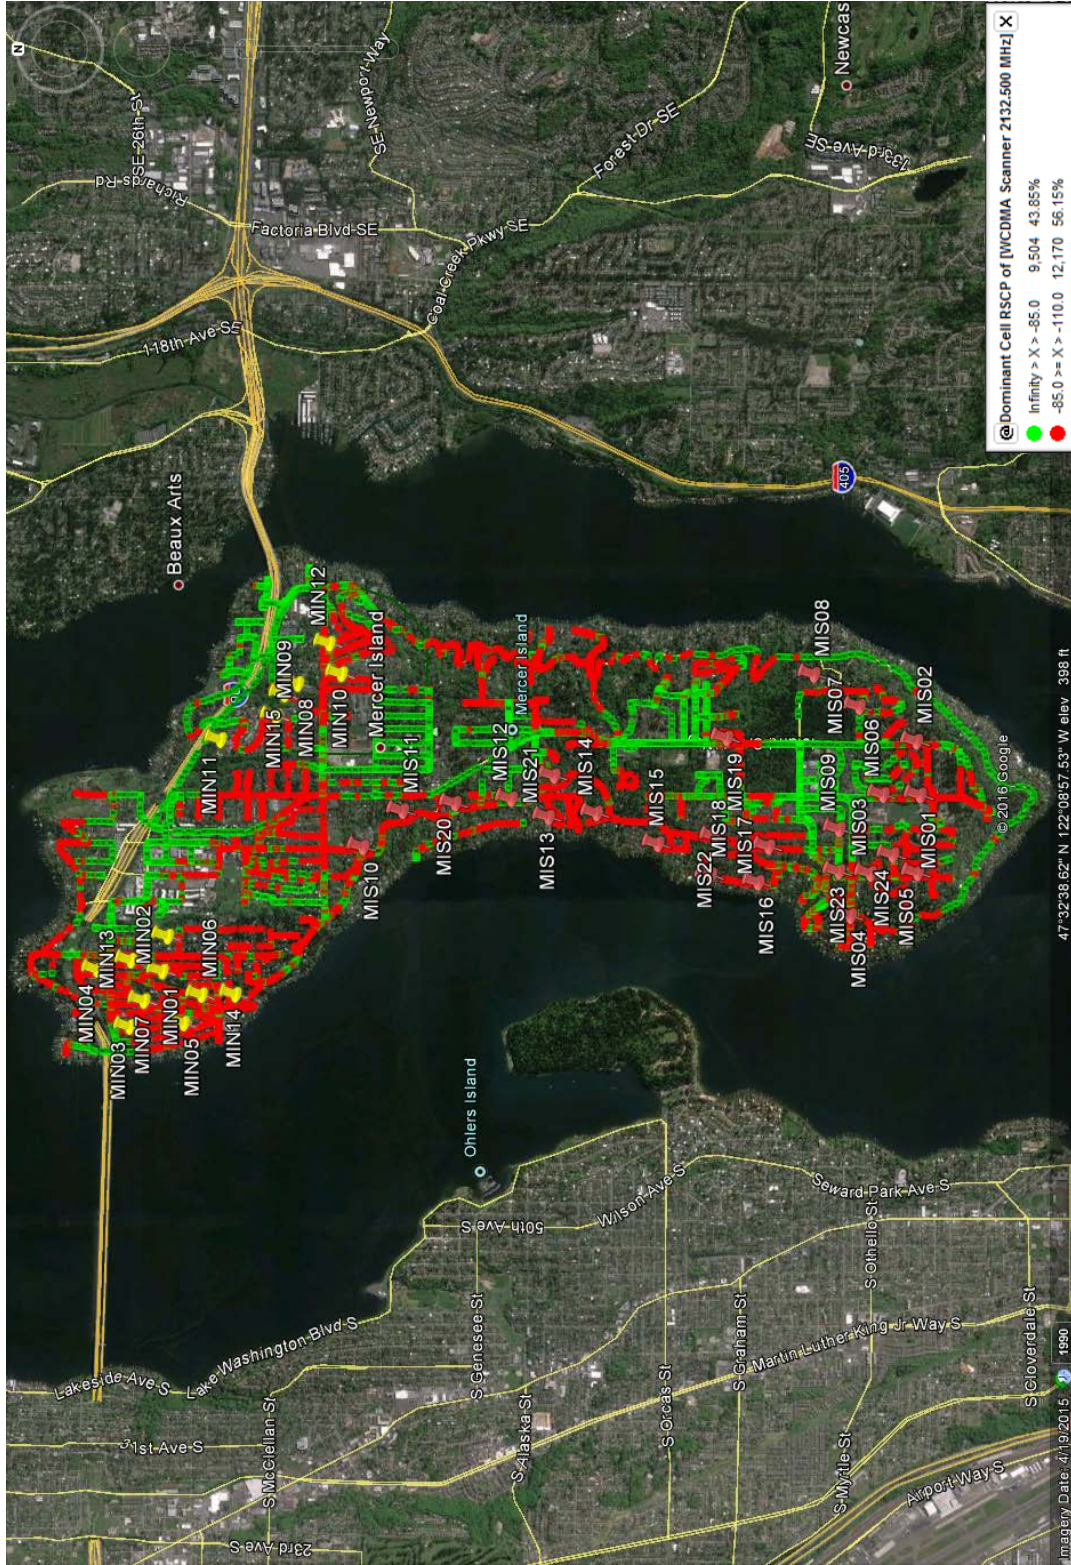 N
SE 26th St
SE Newport Way
Richards Rd
Factoria Blvd SE
Newcas
118th Ave SE
Coal Creek Pkwy SE
Forest Dr SE
133rd Ave SE
Beaux Arts
405
@Dominant Cell RSCP of [WCDMA Scanner 2132.500 MHz] X
Infinity > X > -85.0 9,504 43.85%
-85.0 >= X > -110.0 12,170 56.15%
MIN12
MIN09
MIN10
MIN08
MIN15
MIN11
Mercer Island
Mercer Island
MIS11
MIS12
MIS20
MIS21
MIS14
MIS13
MIS10
MIS15
MIS19
MIS18
MIS17
MIS22
MIS16
MIS08
MIS07
MIS02
MIS06
MIS09
MIS03
MIS01
MIS24
MIS23
MIS05
MIS04
MIN02
MIN13
MIN06
MIN04
MIN01
MIN07
MIN03
MIN05
MIN14
© 2016 Google
47°32'38.62" N 122°08'57.53" W elev 398 ft
Ohlers Island
Lakeside Ave S
Lake Washington Blvd S
50th Ave S
Wilson Ave S
Seward Park Ave S
S Genesee St
S Othello St
31st Ave S
S McClellan St
S Alaska St
S Orcas St
S Graham St
Martin Luther King Jr Way S
S Cloverdale St
23rd Ave S
S Myrtle St
Airport Way S
Imagery Date: 4/19/2015 1990